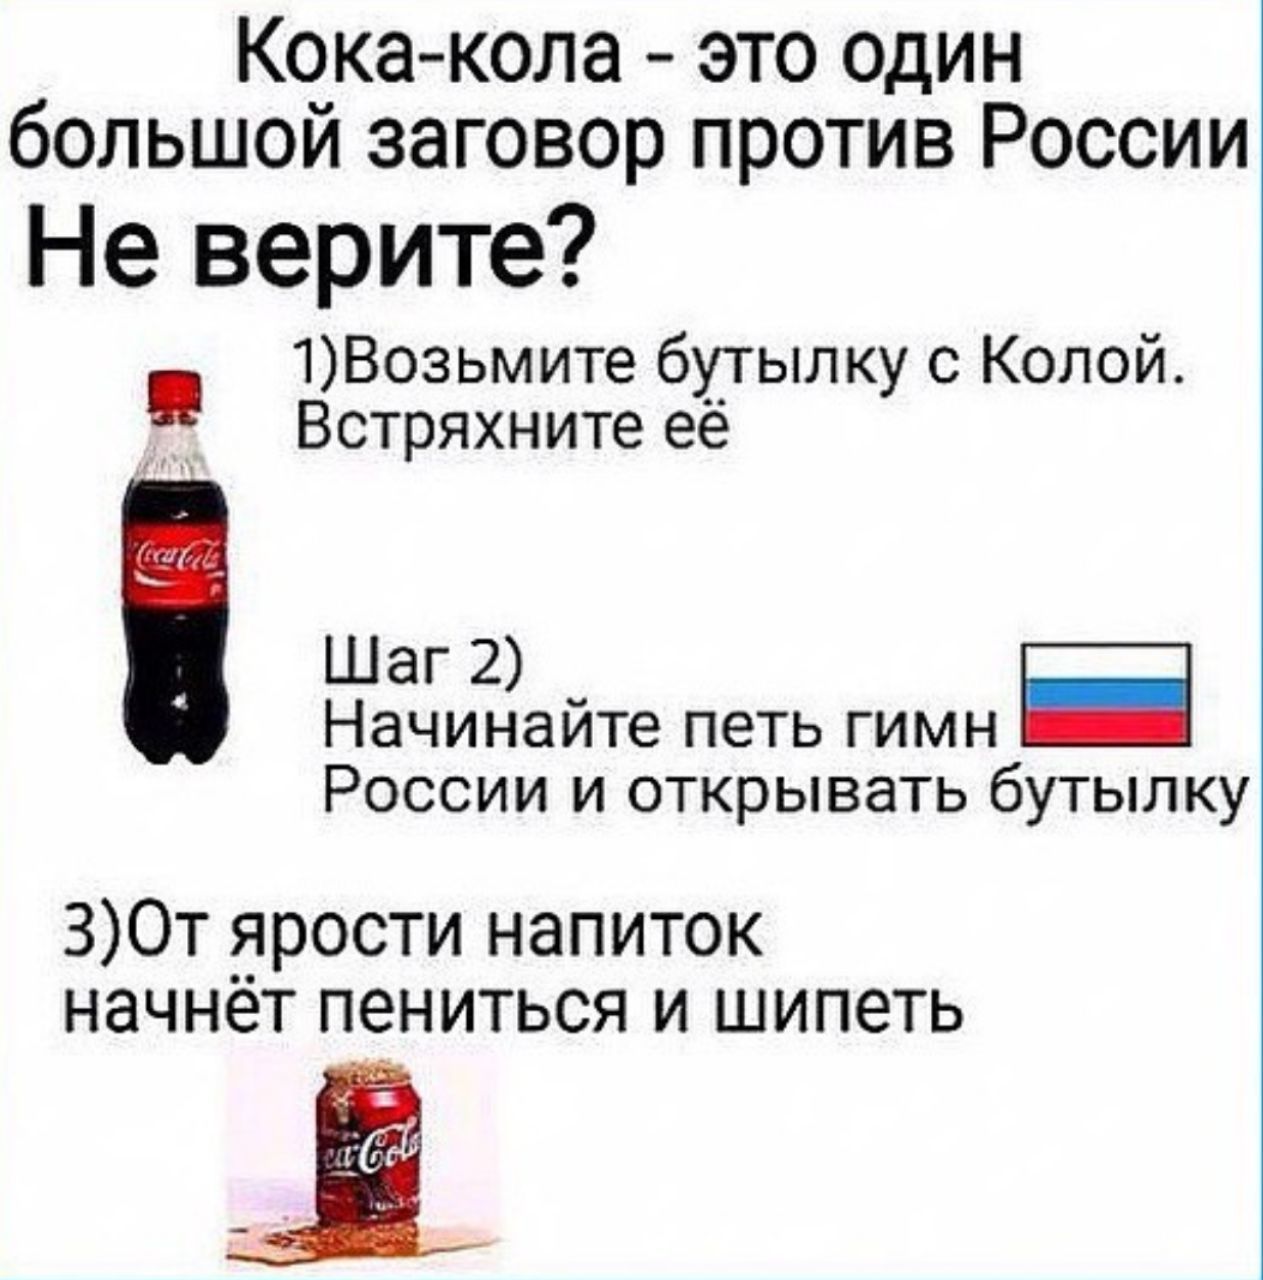 Кока-кола - это один
большой заговор против России
Не верите?
1)Возьмите бутылку с Колой.
Встряхните её
Coca-Cola
Шаг 2)
Начинайте петь гимн
России и открывать бутылку
3)От ярости напиток
начнёт пениться и шипеть
ca-Cola